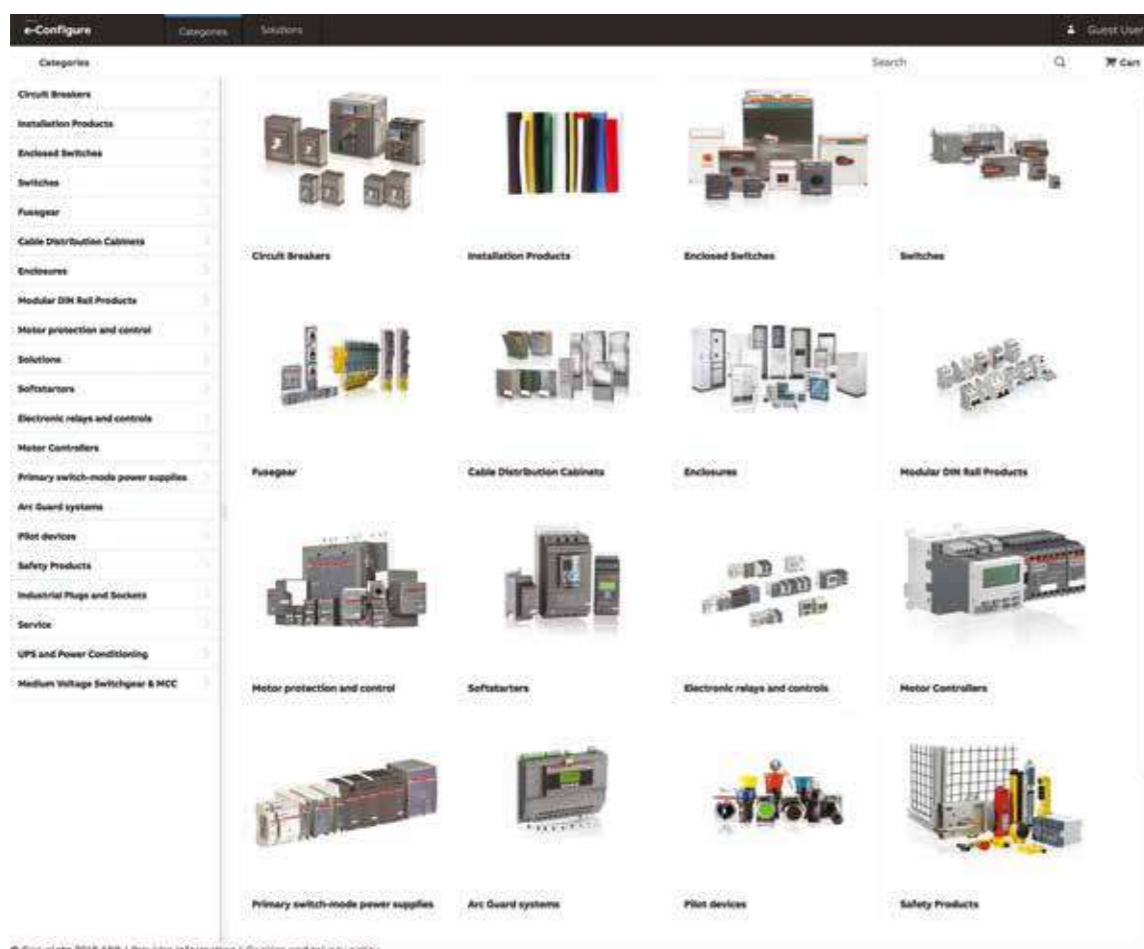 e-Configure
Categories
Solutions
Guest User
Categories
Search
Cart
Circuit Breakers
Installation Products
Enclosed Switches
Switches
Fusegear
Cable Distribution Cabinets
Enclosures
Modular DIN Rail Products
Motor protection and control
Solutions
Softstarters
Electronic relays and controls
Motor Controllers
Primary switch-mode power supplies
Arc Guard systems
Pilot devices
Safety Products
Industrial Plugs and Sockets
Service
UPS and Power Conditioning
Medium Voltage Switchgear & MCC
Circuit Breakers
Installation Products
Enclosed Switches
Switches
Fusegear
Cable Distribution Cabinets
Enclosures
Modular DIN Rail Products
Motor protection and control
Softstarters
Electronic relays and controls
Motor Controllers
Primary switch-mode power supplies
Arc Guard systems
Pilot devices
Safety Products